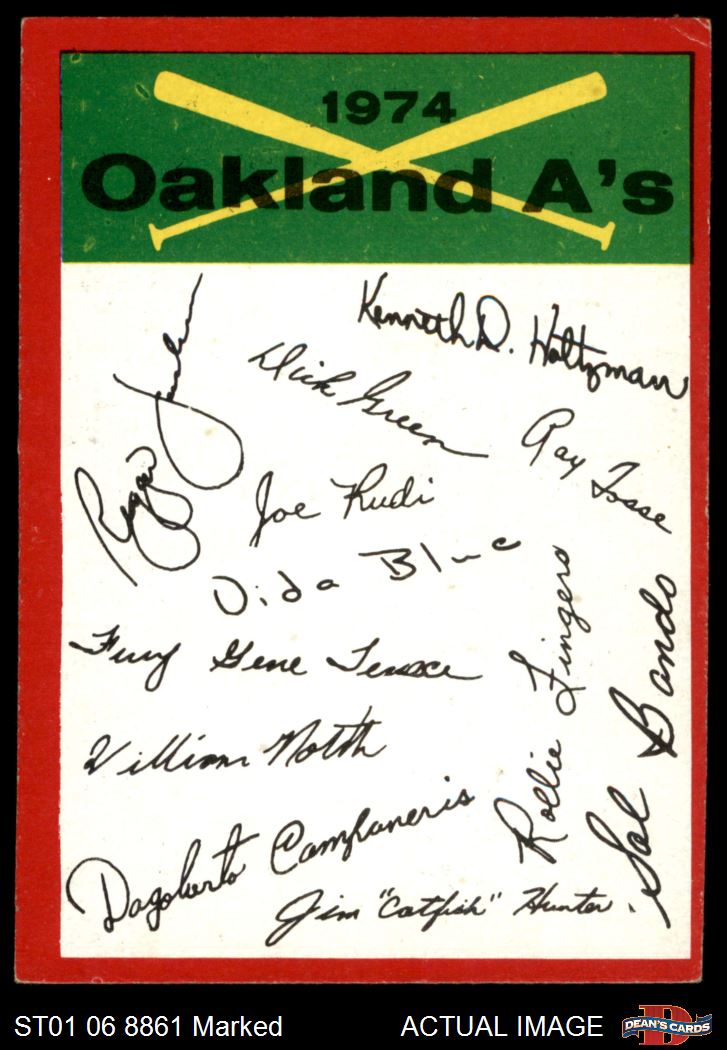 1974
Oakland A's
Kenneth D. Holtzman
Dick Green
Reggie Jackson
Ray Fosse
Joe Rudi
Vida Blue
Rollie Fingers
Sal Bando
Fury Gene Tenace
William North
Dagoberto Campaneris
Jim "Catfish" Hunter.
ST01 06 8861 Marked
ACTUAL IMAGE
D
DEAN'S CARDS